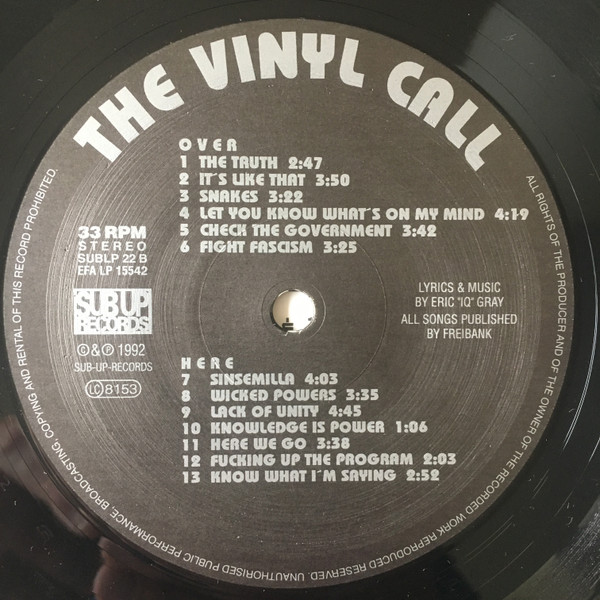 THE VINYL CALL
OVER
1 THE TRUTH 2:47
2 IT'S LIKE THAT 3:50
3 SNAKES 3:22
4 LET YOU KNOW WHAT'S ON MY MIND 4:19
5 CHECK THE GOVERNMENT 3:42
6 FIGHT FASCISM 3:25
33 RPM
STEREO
SUBLP 22 B
EFA LP 15542
SUB UP
RECORDS
©&℗ 1992
SUB-UP-RECORDS
LC 8153
LYRICS & MUSIC
BY ERIC "IQ" GRAY
ALL SONGS PUBLISHED
BY FREIBANK
HERE
7 SINSEMILLA 4:03
8 WICKED POWERS 3:35
9 LACK OF UNITY 4:45
10 KNOWLEDGE IS POWER 1:06
11 HERE WE GO 3:38
12 FUCKING UP THE PROGRAM 2:03
13 KNOW WHAT I'M SAYING 2:52
ALL RIGHTS OF THE PRODUCER AND OF THE OWNER OF THE RECORDED WORK REPRODUCED RESERVED. UNAUTHORISED PUBLIC PERFORMANCE, BROADCASTING, COPYING AND RENTAL OF THIS RECORD PROHIBITED.